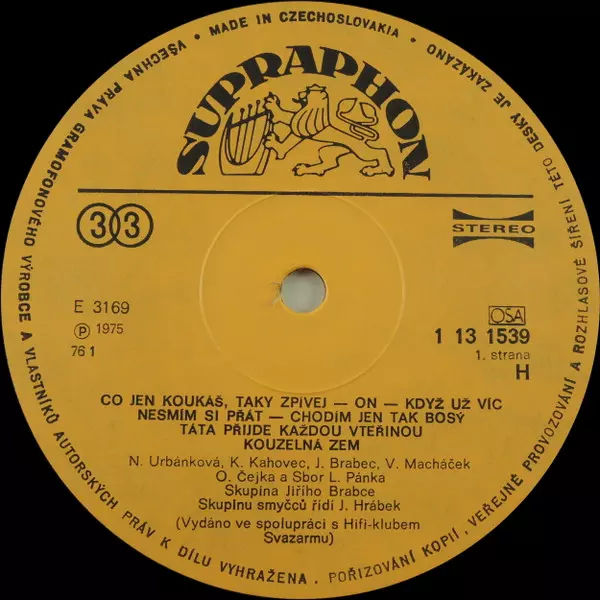 VŠECHNA PRÁVA GRAMOFONOVÉHO VÝROBCE A VLASTNÍKŮ AUTORSKÝCH PRÁV K DÍLU VYHRAŽENA. POŘIZOVÁNÍ KOPIÍ, VEŘEJNÉ PROVOZOVÁNÍ A ROZHLASOVÉ ŠÍŘENÍ TÉTO DESKY JE ZAKÁZÁNO • MADE IN CZECHOSLOVAKIA •
SUPRAPHON
33
STEREO
E 3169
Ⓟ 1975
76 1
OSA
1 13 1539
1. strana
H
CO JEN KOUKÁŠ, TAKY ZPÍVEJ — ON — KDYŽ UŽ VÍC
NESMÍM SI PŘÁT — CHODÍM JEN TAK BOSÝ
TÁTA PŘIJDE KAŽDOU VTEŘINOU
KOUZELNÁ ZEM
N. Urbánková, K. Kahovec, J. Brabec, V. Macháček
O. Čejka a Sbor L. Pánka
Skupina Jiřího Brabce
Skupinu smyčců řídí J. Hrábek
(Vydáno ve spolupráci s Hifi-klubem
Svazarmu)